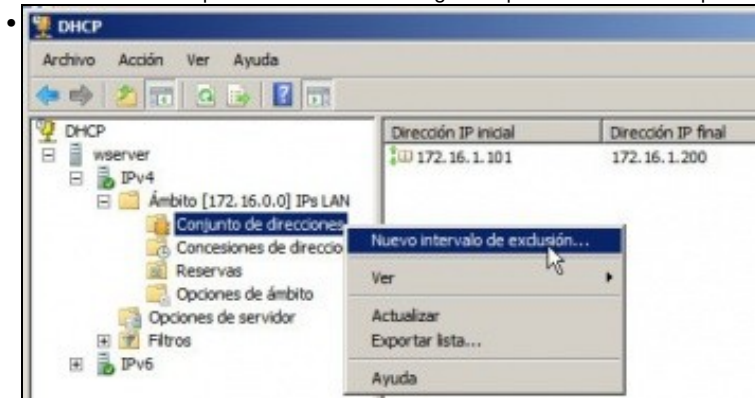 DHCP
Archivo Acción Ver Ayuda
DHCP
wserver
IPv4
Ámbito [172.16.0.0] IPs LAN
Conjunto de direcciones
Concesiones de direccio
Reservas
Opciones de ámbito
Opciones de servidor
Filtros
IPv6
Dirección IP inicial Dirección IP final
172.16.1.101 172.16.1.200
Nuevo intervalo de exclusión...
Ver
Actualizar
Exportar lista...
Ayuda